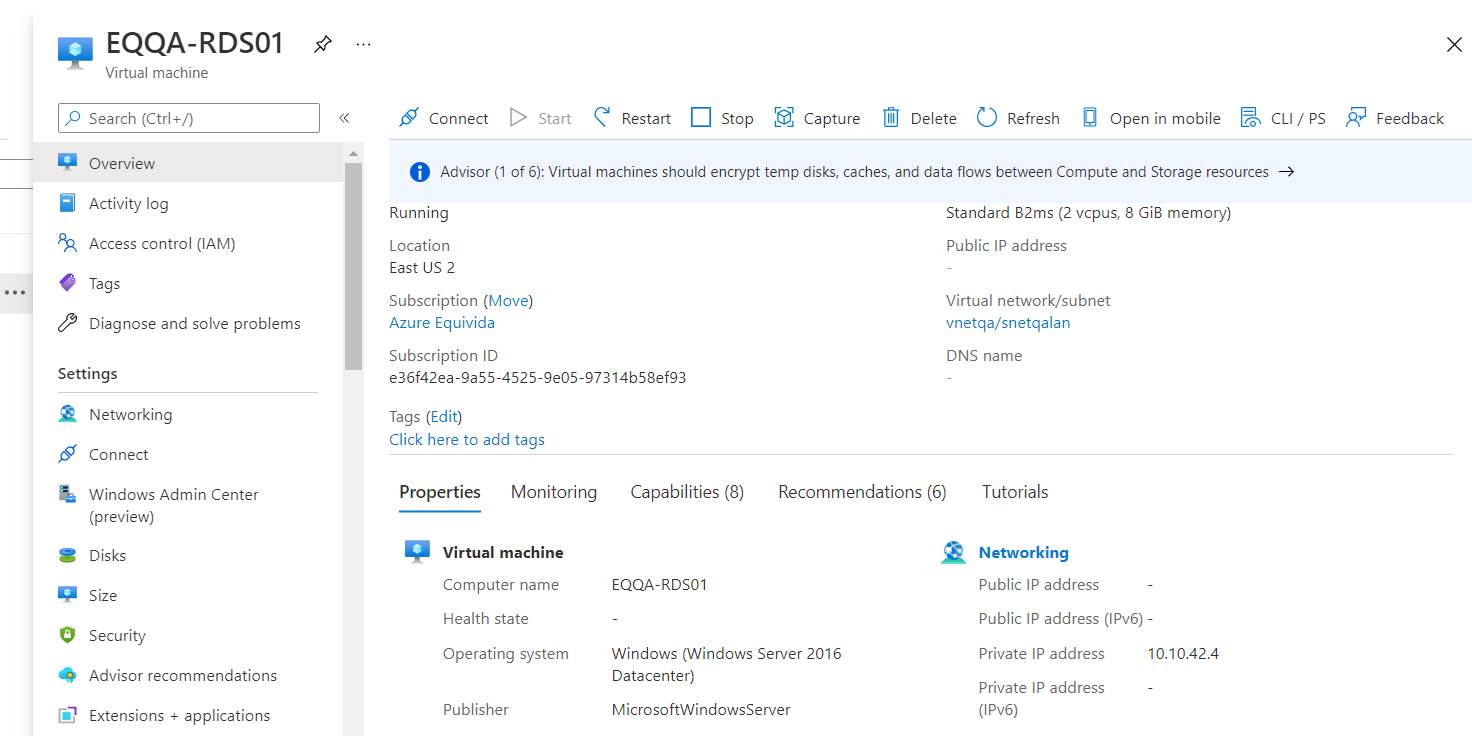 EQQA-RDS01
Virtual machine
Search (Ctrl+/)
Overview
Activity log
Access control (IAM)
Tags
Diagnose and solve problems
Settings
Networking
Connect
Windows Admin Center
(preview)
Disks
Size
Security
Advisor recommendations
Extensions + applications
Connect Start Restart Stop Capture Delete Refresh Open in mobile CLI / PS Feedback
Advisor (1 of 6): Virtual machines should encrypt temp disks, caches, and data flows between Compute and Storage resources →
Running
Location
East US 2
Subscription (Move)
Azure Equivida
Subscription ID
e36f42ea-9a55-4525-9e05-97314b58ef93
Tags (Edit)
Click here to add tags
Standard B2ms (2 vcpus, 8 GiB memory)
Public IP address
-
Virtual network/subnet
vnetqa/snetqalan
DNS name
-
Properties Monitoring Capabilities (8) Recommendations (6) Tutorials
Virtual machine
Computer name EQQA-RDS01
Health state -
Operating system Windows (Windows Server 2016
Datacenter)
Publisher MicrosoftWindowsServer
Networking
Public IP address -
Public IP address (IPv6) -
Private IP address 10.10.42.4
Private IP address -
(IPv6)